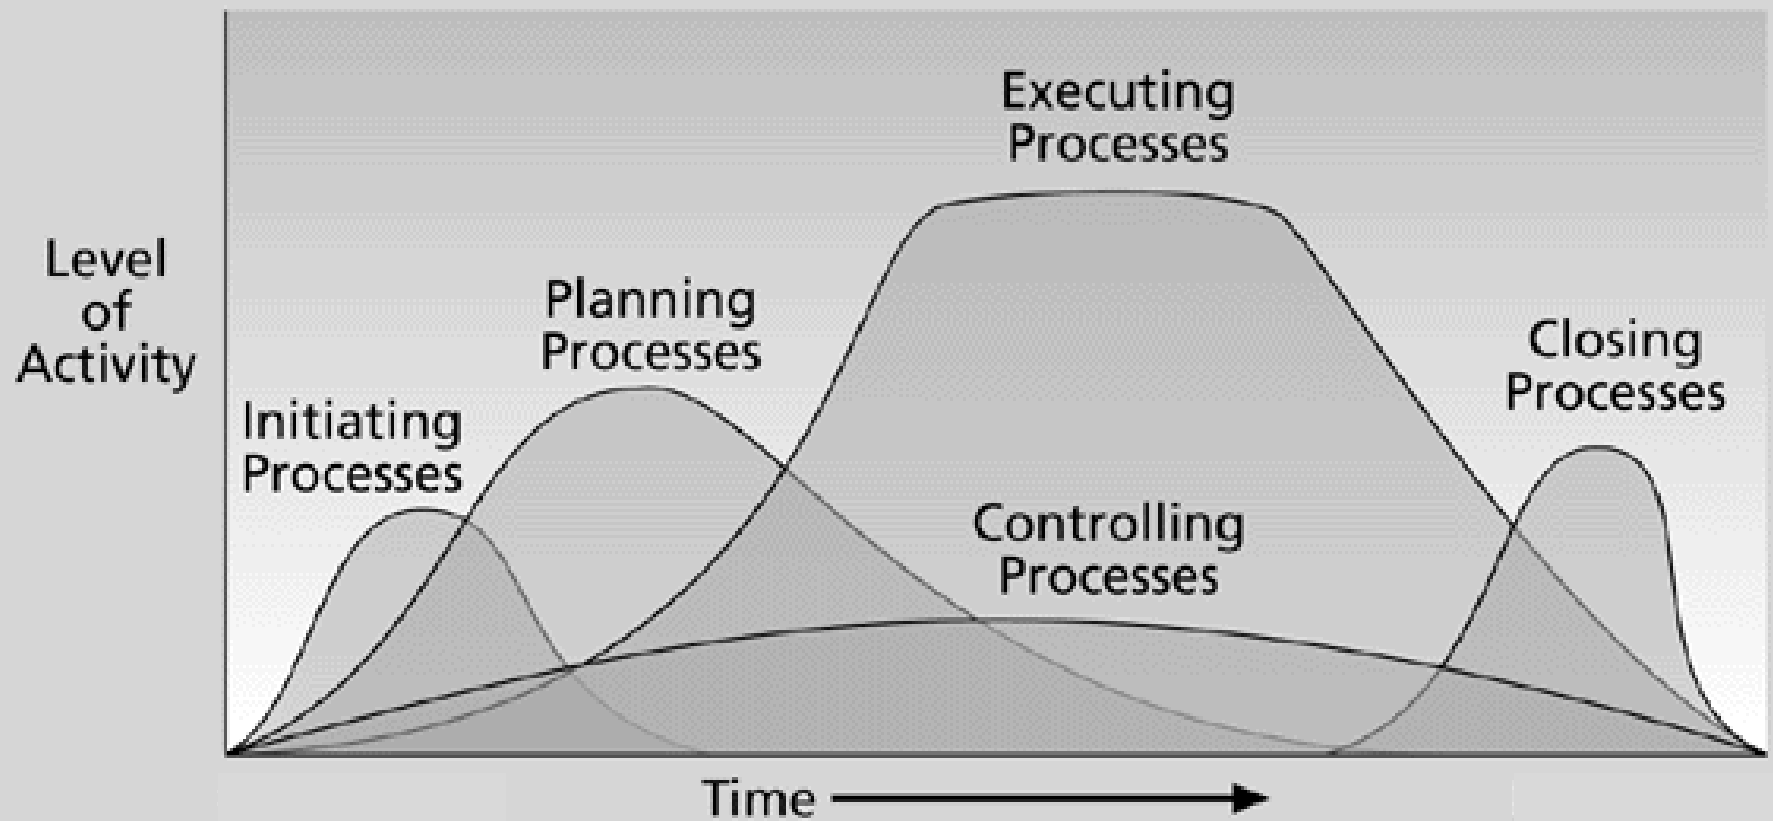 Executing
Processes
Level
of
Activity
Planning
Processes
Closing
Processes
Initiating
Processes
Controlling
Processes
Time